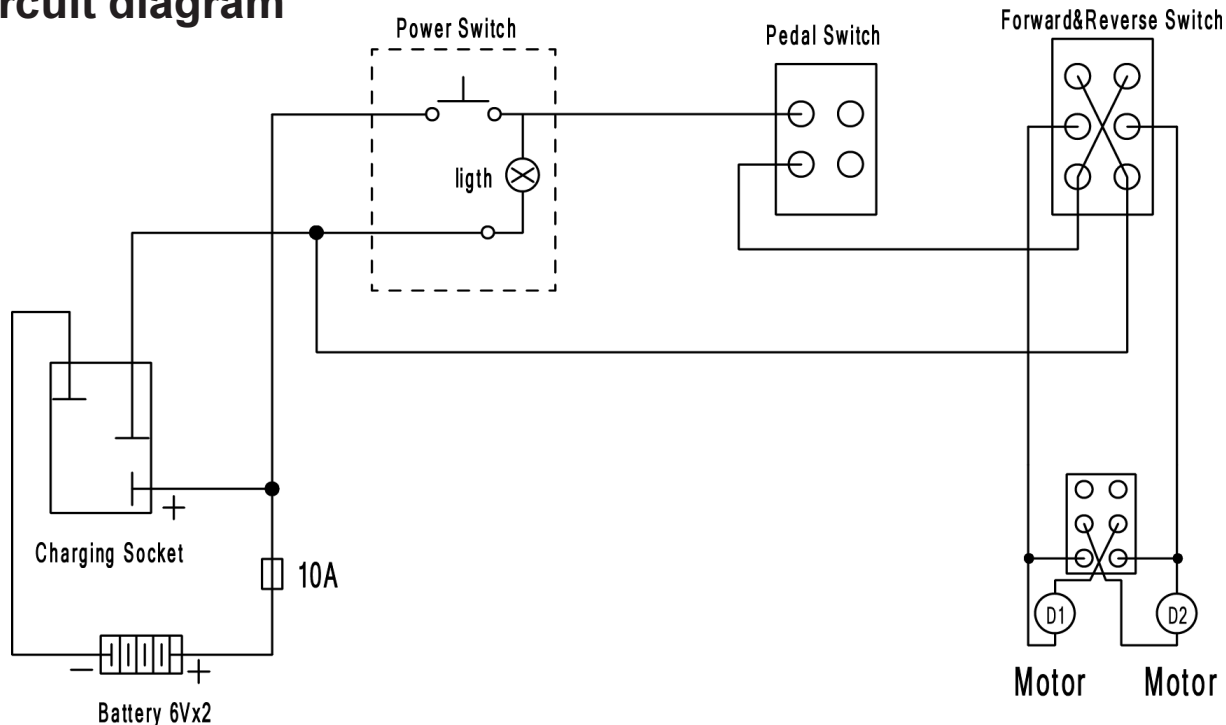 rcuit diagram
Power Switch
Pedal Switch
Forward&Reverse Switch
ligth
+
Charging Socket
10A
D1
D2
− +
Motor
Motor
Battery 6Vx2